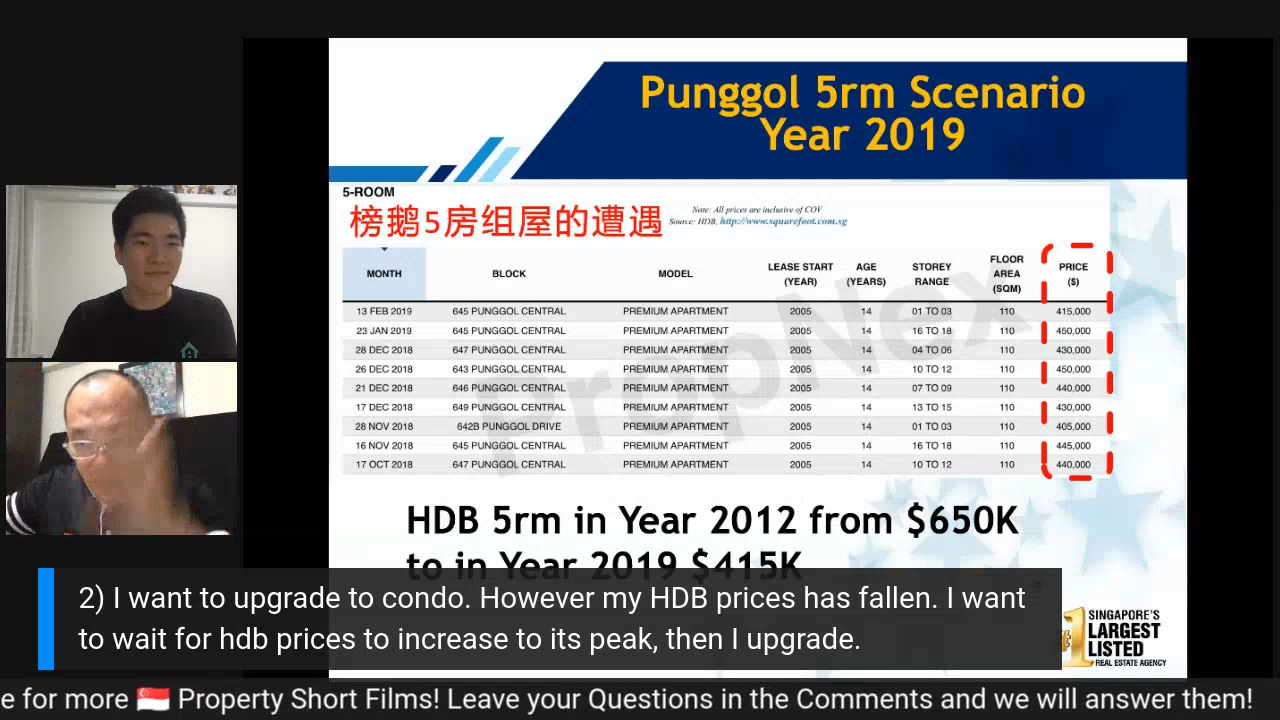 Punggol 5rm Scenario
Year 2019
5-ROOM
榜鹅5房组屋的遭遇
Note: All prices are inclusive of COV
Source: HDB, http://www.squarefoot.com.sg
MONTH BLOCK MODEL LEASE START (YEAR) AGE (YEARS) STOREY RANGE FLOOR AREA (SQM) PRICE ($)
13 FEB 2019 645 PUNGGOL CENTRAL PREMIUM APARTMENT 2005 14 01 TO 03 110 415,000
23 JAN 2019 645 PUNGGOL CENTRAL PREMIUM APARTMENT 2005 14 16 TO 18 110 450,000
28 DEC 2018 647 PUNGGOL CENTRAL PREMIUM APARTMENT 2005 14 04 TO 06 110 430,000
26 DEC 2018 643 PUNGGOL CENTRAL PREMIUM APARTMENT 2005 14 10 TO 12 110 450,000
21 DEC 2018 646 PUNGGOL CENTRAL PREMIUM APARTMENT 2005 14 07 TO 09 110 440,000
17 DEC 2018 649 PUNGGOL CENTRAL PREMIUM APARTMENT 2005 14 13 TO 15 110 430,000
28 NOV 2018 642B PUNGGOL DRIVE PREMIUM APARTMENT 2005 14 01 TO 03 110 405,000
16 NOV 2018 645 PUNGGOL CENTRAL PREMIUM APARTMENT 2005 14 16 TO 18 110 445,000
17 OCT 2018 647 PUNGGOL CENTRAL PREMIUM APARTMENT 2005 14 10 TO 12 110 440,000
PropNex
HDB 5rm in Year 2012 from $650K
to in Year 2019 $415K
2) I want to upgrade to condo. However my HDB prices has fallen. I want
to wait for hdb prices to increase to its peak, then I upgrade.
#1 SINGAPORE'S
LARGEST
LISTED
REAL ESTATE AGENCY
e for more 🇸🇬 Property Short Films! Leave your Questions in the Comments and we will answer them!